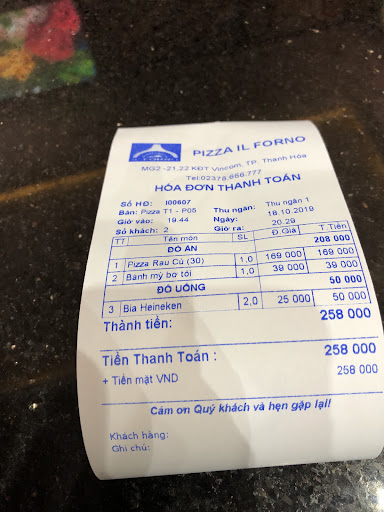 PIZZA IL FORNO
MG2 -21,22 KĐT Vincom, TP. Thanh Hóa
Tel:02378.666.777
HÓA ĐƠN THANH TOÁN
Số HĐ: I00607
Bàn: Pizza T1 - P05 Thu ngân: Thu ngân 1
Giờ vào: 19:44 Ngày: 18.10.2019
Số khách: 2 Giờ ra: 20.29
TT Tên món SL Đ.Giá T.Tiền
ĐỒ ĂN 208 000
1 Pizza Rau Củ (30) 1,0 169 000 169 000
2 Bánh mỳ bơ tỏi 1,0 39 000 39 000
ĐỒ UỐNG 50 000
3 Bia Heineken 2,0 25 000 50 000
Thành tiền: 258 000
Tiền Thanh Toán : 258 000
+ Tiền mặt VND 258 000
Cảm ơn Quý khách và hẹn gặp lại!
Khách hàng:
Ghi chú: